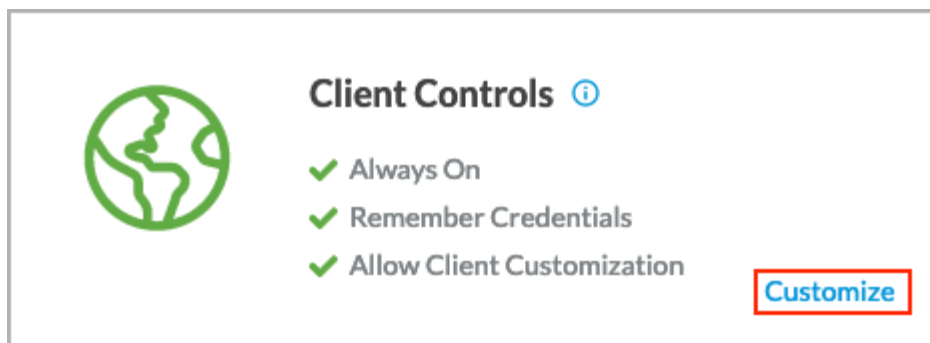 Client Controls
Always On
Remember Credentials
Allow Client Customization
Customize